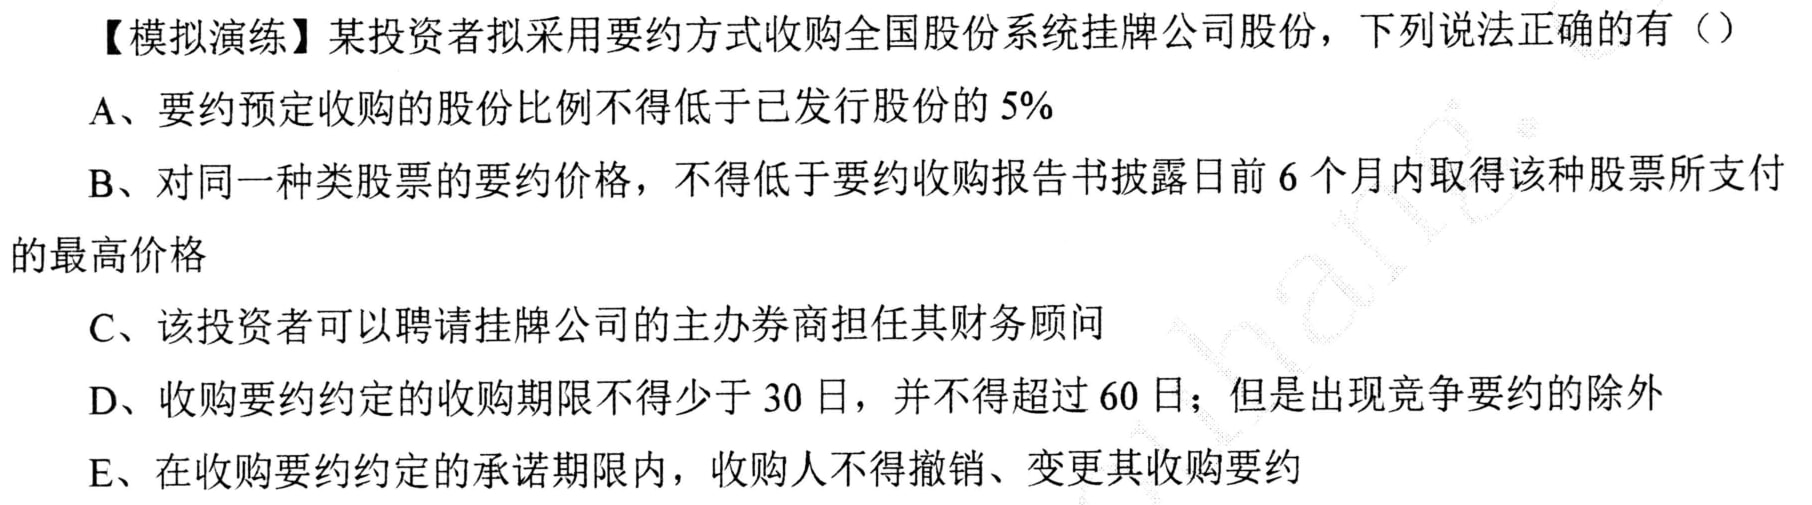 【模拟演练】某投资者拟采用要约方式收购全国股份系统挂牌公司股份，下列说法正确的有（）
A、要约预定收购的股份比例不得低于已发行股份的 5%
B、对同一种类股票的要约价格，不得低于要约收购报告书披露日前 6 个月内取得该种股票所支付
的最高价格
C、该投资者可以聘请挂牌公司的主办券商担任其财务顾问
D、收购要约约定的收购期限不得少于 30 日，并不得超过 60 日；但是出现竞争要约的除外
E、在收购要约约定的承诺期限内，收购人不得撤销、变更其收购要约